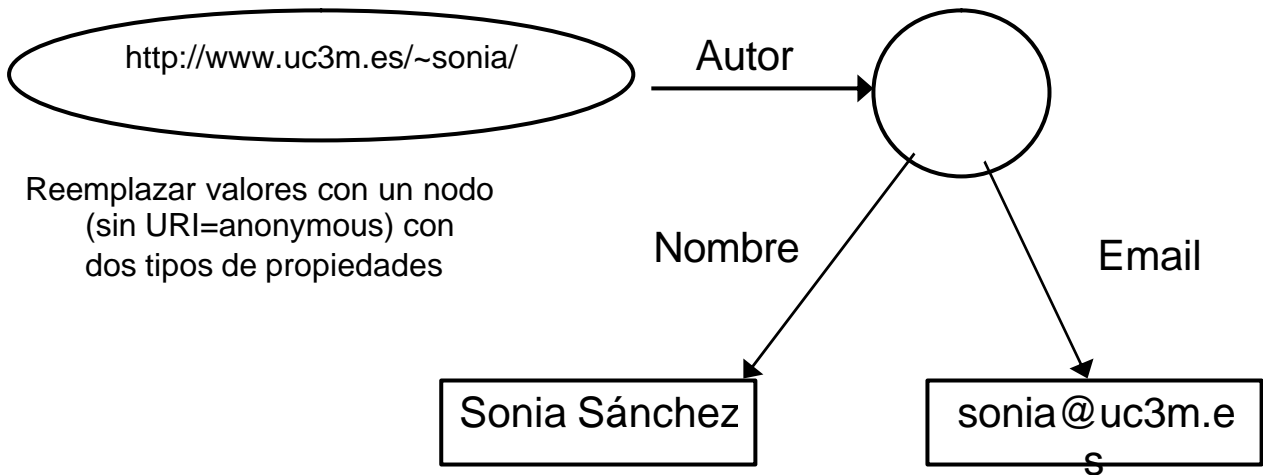 http://www.uc3m.es/~sonia/
Autor
Reemplazar valores con un nodo
(sin URI=anonymous) con
dos tipos de propiedades
Nombre
Email
Sonia Sánchez
sonia@uc3m.e
s